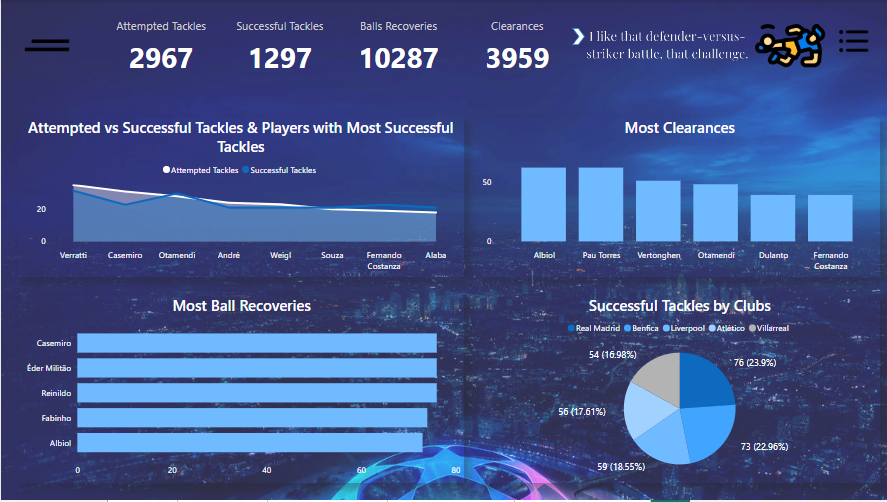 Attempted Tackles
2967
Successful Tackles
1297
Balls Recoveries
10287
Clearances
3959
I like that defender-versus-
striker battle, that challenge.
Attempted vs Successful Tackles & Players with Most Successful
Tackles
Attempted Tackles Successful Tackles
20
0
Verratti Casemiro Otamendi André Weigl Souza Fernando Costanza Alaba
Most Clearances
50
0
Albiol Pau Torres Vertonghen Otamendi Dulantp Fernando Costanza
Most Ball Recoveries
Casemiro
Éder Militão
Reinildo
Fabinho
Albiol
0 20 40 60 80
Successful Tackles by Clubs
Real Madrid Benfica Liverpool Atlético Villarreal
54 (16.98%)
76 (23.9%)
56 (17.61%)
73 (22.96%)
59 (18.55%)